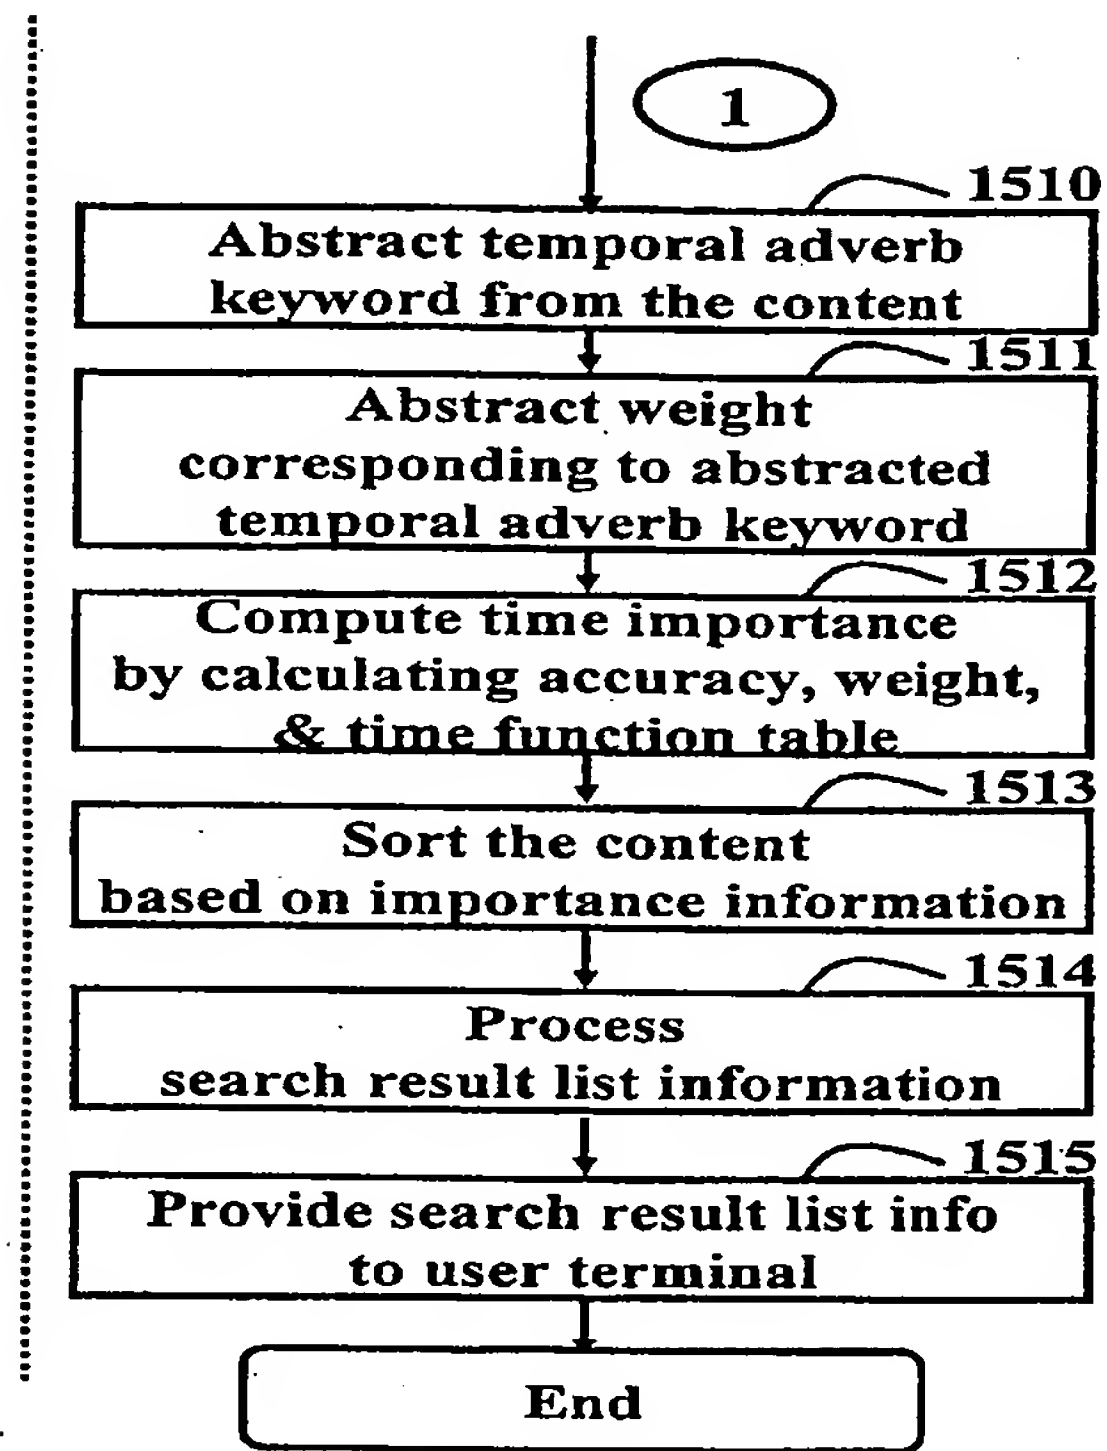 1
1510
Abstract temporal adverb
keyword from the content
1511
Abstract weight
corresponding to abstracted
temporal adverb keyword
1512
Compute time importance
by calculating accuracy, weight,
& time function table
1513
Sort the content
based on importance information
1514
Process
search result list information
1515
Provide search result list info
to user terminal
End